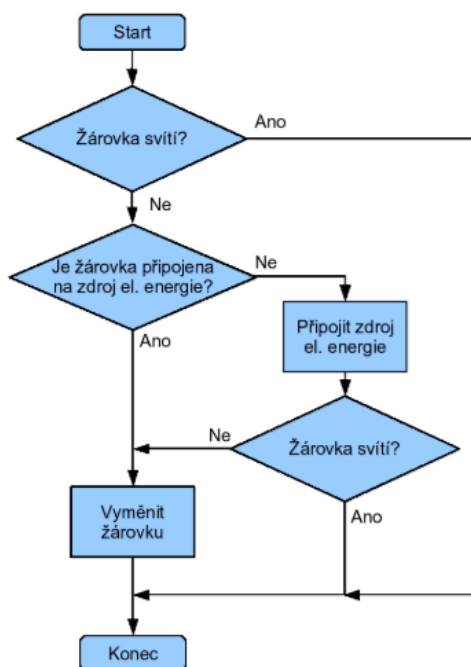 Start
Žárovka svítí?
Ano
Ne
Je žárovka připojena
na zdroj el. energie?
Ne
Připojit zdroj
el. energie
Ano
Ne
Žárovka svítí?
Vyměnit
žárovku
Ano
Konec